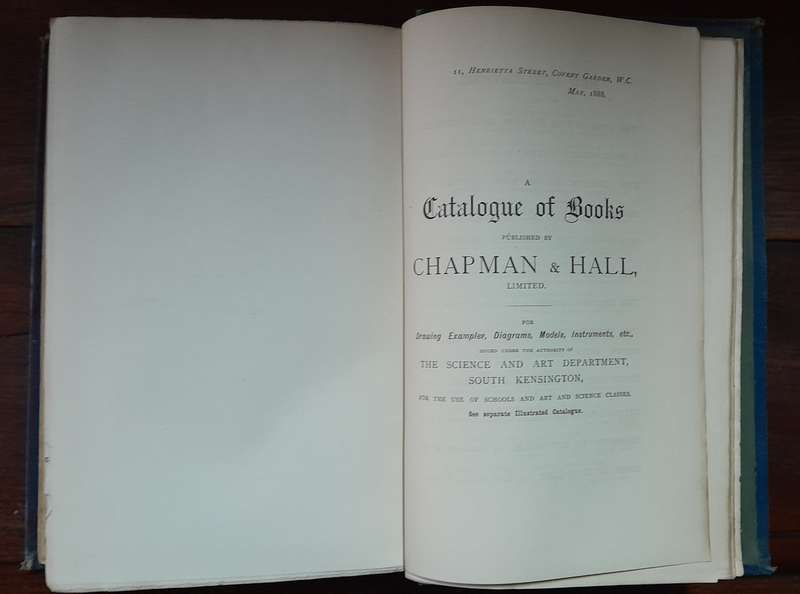 11, Henrietta Street, Covent Garden, W.C.
May, 1888.
A
Catalogue of Books
PUBLISHED BY
CHAPMAN & HALL,
LIMITED.
FOR
Drawing Examples, Diagrams, Models, Instruments, etc.,
ISSUED UNDER THE AUTHORITY OF
THE SCIENCE AND ART DEPARTMENT,
SOUTH KENSINGTON,
FOR THE USE OF SCHOOLS AND ART AND SCIENCE CLASSES.
See separate Illustrated Catalogue.